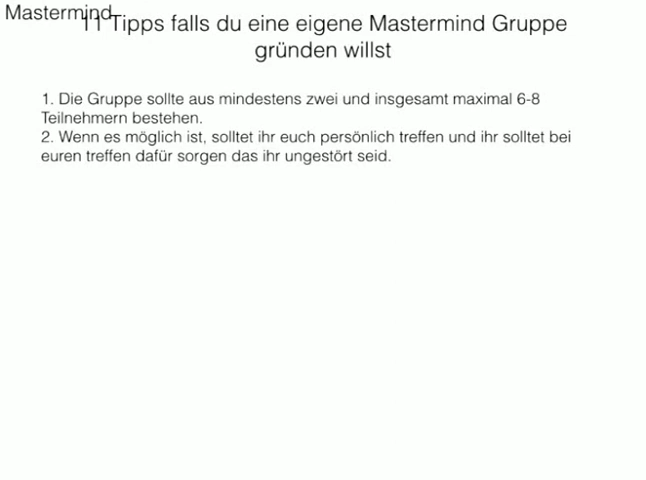 Mastermind
11 Tipps falls du eine eigene Mastermind Gruppe
gründen willst
1. Die Gruppe sollte aus mindestens zwei und insgesamt maximal 6-8
Teilnehmern bestehen.
2. Wenn es möglich ist, solltet ihr euch persönlich treffen und ihr solltet bei
euren treffen dafür sorgen das ihr ungestört seid.